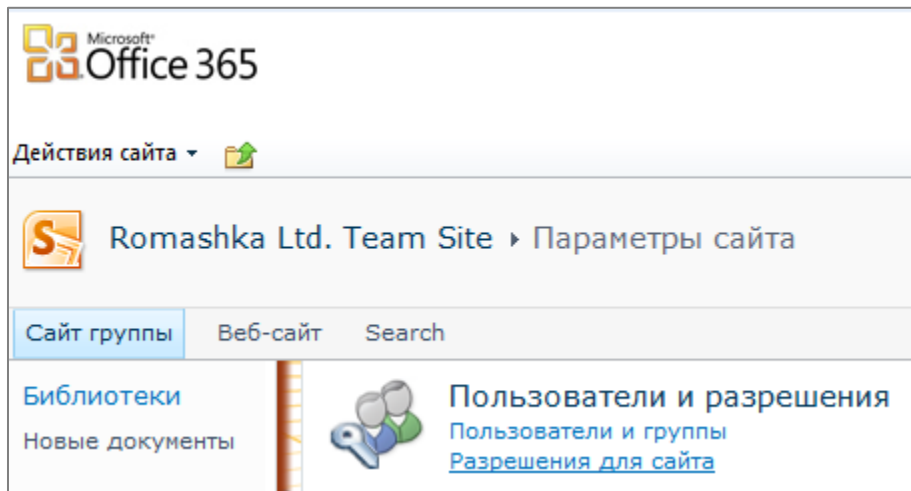 Microsoft®
Office 365
Действия сайта
Romashka Ltd. Team Site ▸ Параметры сайта
Сайт группы Веб-сайт Search
Библиотеки
Новые документы
Пользователи и разрешения
Пользователи и группы
Разрешения для сайта